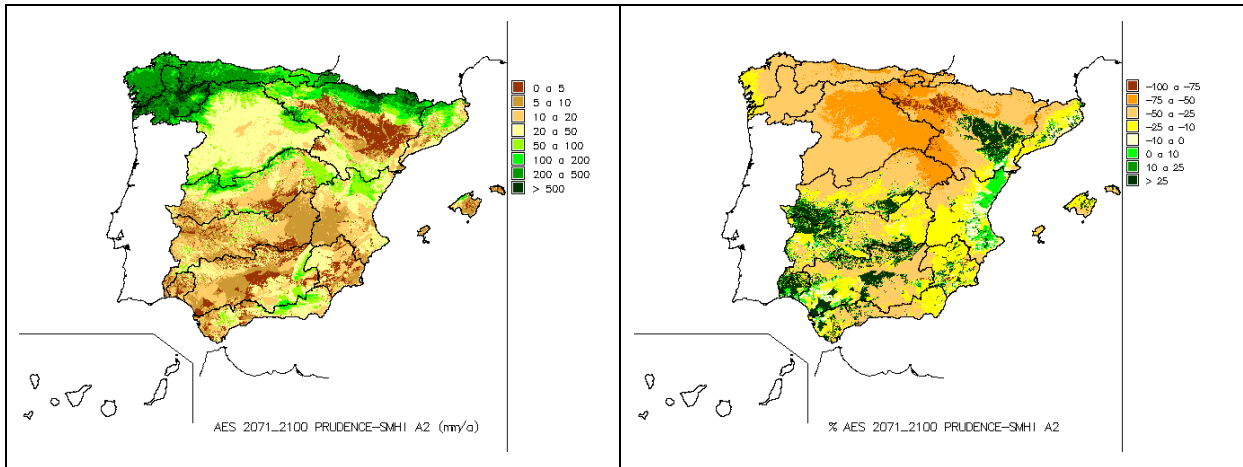 0 a 5
5 a 10
10 a 20
20 a 50
50 a 100
100 a 200
200 a 500
> 500
AES 2071_2100 PRUDENCE-SMHI A2 (mm/a)
-100 a -75
-75 a -50
-50 a -25
-25 a -10
-10 a 0
0 a 10
10 a 25
> 25
% AES 2071_2100 PRUDENCE-SMHI A2